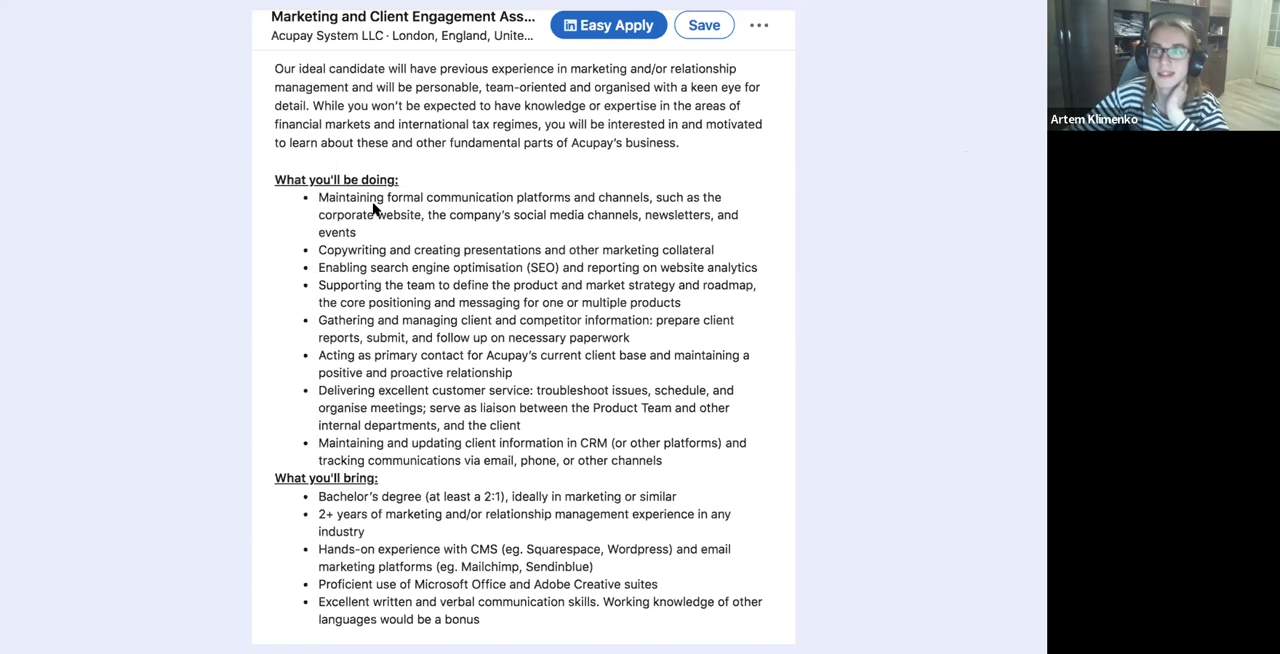 Marketing and Client Engagement Ass...
Acupay System LLC · London, England, Unite...
in Easy Apply
Save
Our ideal candidate will have previous experience in marketing and/or relationship
management and will be personable, team-oriented and organised with a keen eye for
detail. While you won't be expected to have knowledge or expertise in the areas of
financial markets and international tax regimes, you will be interested in and motivated
to learn about these and other fundamental parts of Acupay's business.
What you'll be doing:
• Maintaining formal communication platforms and channels, such as the
corporate website, the company's social media channels, newsletters, and
events
• Copywriting and creating presentations and other marketing collateral
• Enabling search engine optimisation (SEO) and reporting on website analytics
• Supporting the team to define the product and market strategy and roadmap,
the core positioning and messaging for one or multiple products
• Gathering and managing client and competitor information: prepare client
reports, submit, and follow up on necessary paperwork
• Acting as primary contact for Acupay's current client base and maintaining a
positive and proactive relationship
• Delivering excellent customer service: troubleshoot issues, schedule, and
organise meetings; serve as liaison between the Product Team and other
internal departments, and the client
• Maintaining and updating client information in CRM (or other platforms) and
tracking communications via email, phone, or other channels
What you'll bring:
• Bachelor's degree (at least a 2:1), ideally in marketing or similar
• 2+ years of marketing and/or relationship management experience in any
industry
• Hands-on experience with CMS (eg. Squarespace, Wordpress) and email
marketing platforms (eg. Mailchimp, Sendinblue)
• Proficient use of Microsoft Office and Adobe Creative suites
• Excellent written and verbal communication skills. Working knowledge of other
languages would be a bonus
Artem Klimenko